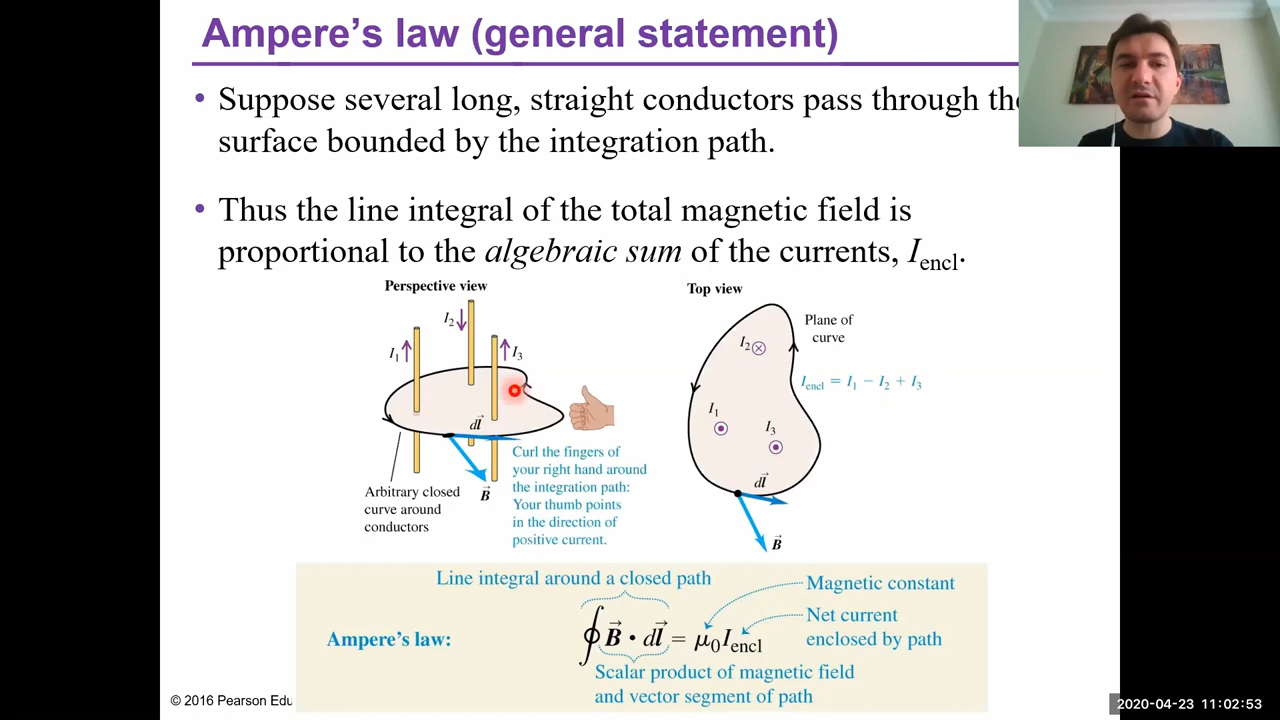 Ampere’s law (general statement)
• Suppose several long, straight conductors pass through the
surface bounded by the integration path.
• Thus the line integral of the total magnetic field is
proportional to the algebraic sum of the currents, Iencl.
Perspective view
I2
I1
I3
dl⃗
B⃗
Arbitrary closed
curve around
conductors
Curl the fingers of
your right hand around
the integration path:
Your thumb points
in the direction of
positive current.
Top view
Plane of
curve
I2
Iencl = I1 − I2 + I3
I1
I3
dl⃗
B⃗
Line integral around a closed path
Magnetic constant
Ampere’s law:
∮ B⃗ • dl⃗ = μ0Iencl
Net current
enclosed by path
Scalar product of magnetic field
and vector segment of path
© 2016 Pearson Edu
2020-04-23 11:02:53